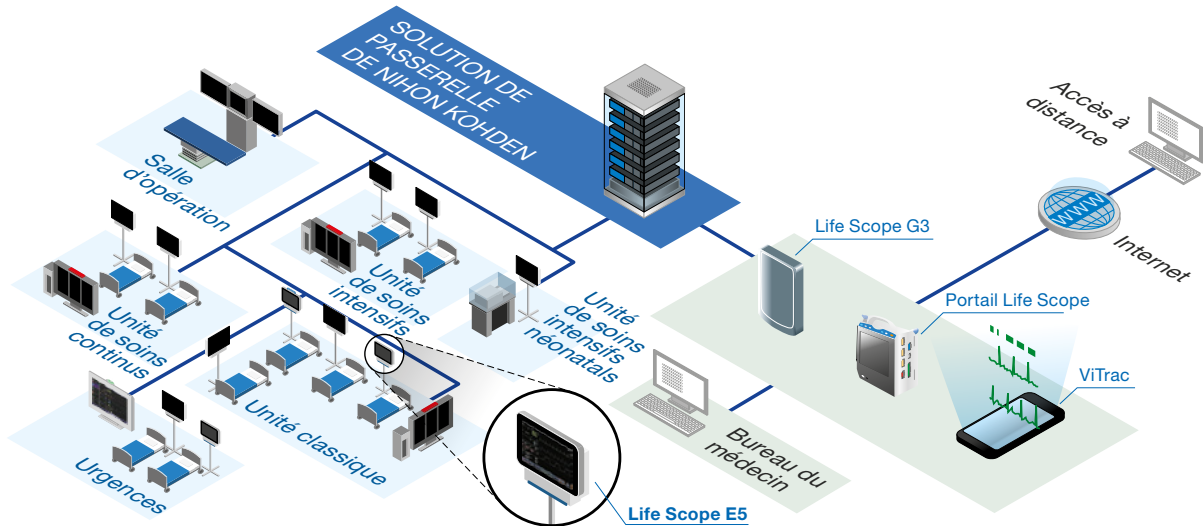 SOLUTION DE
PASSERELLE
DE NIHON KOHDEN
Accès à
distance
WWW
Internet
Salle
d'opération
Life Scope G3
Portail Life Scope
ViTrac
Unité
de soins
intensifs
Unité
de soins
intensifs
néonatals
Unité
de soins
continus
Unité classique
Urgences
Bureau du
médecin
Life Scope E5